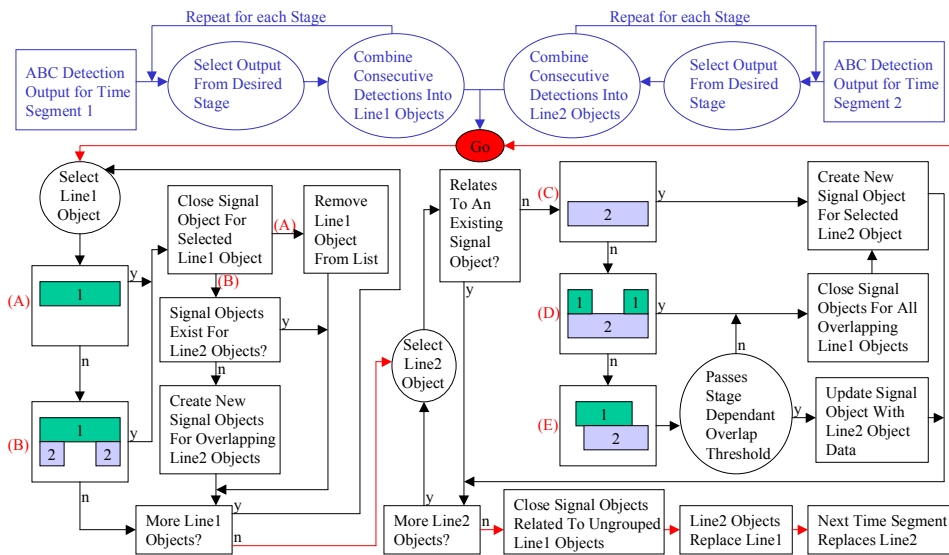 Repeat for each Stage
Repeat for each Stage
ABC Detection
Output for Time
Segment 1
Select Output
From Desired
Stage
Combine
Consecutive
Detections Into
Line1 Objects
Combine
Consecutive
Detections Into
Line2 Objects
Select Output
From Desired
Stage
ABC Detection
Output for Time
Segment 2
Go
Select
Line1
Object
Close Signal
Object For
Selected
Line1 Object
(A)
Remove
Line1
Object
From List
(A)
1
y
n
(B)
Signal Objects
Exist For
Line2 Objects?
y
n
Create New
Signal Objects
For Overlapping
Line2 Objects
(B)
1
2
2
y
n
More Line1
Objects?
y
n
Select
Line2
Object
Relates
To An
Existing
Signal
Object?
n
y
(C)
2
y
n
Create New
Signal Object
For Selected
Line2 Object
(D)
1
1
2
y
n
Close Signal
Objects For All
Overlapping
Line1 Objects
(E)
1
2
n
Passes
Stage
Dependant
Overlap
Threshold
y
Update Signal
Object With
Line2 Object
Data
y
More Line2
Objects?
n
Close Signal Objects
Related To Ungrouped
Line1 Objects
Line2 Objects
Replace Line1
Next Time Segment
Replaces Line2